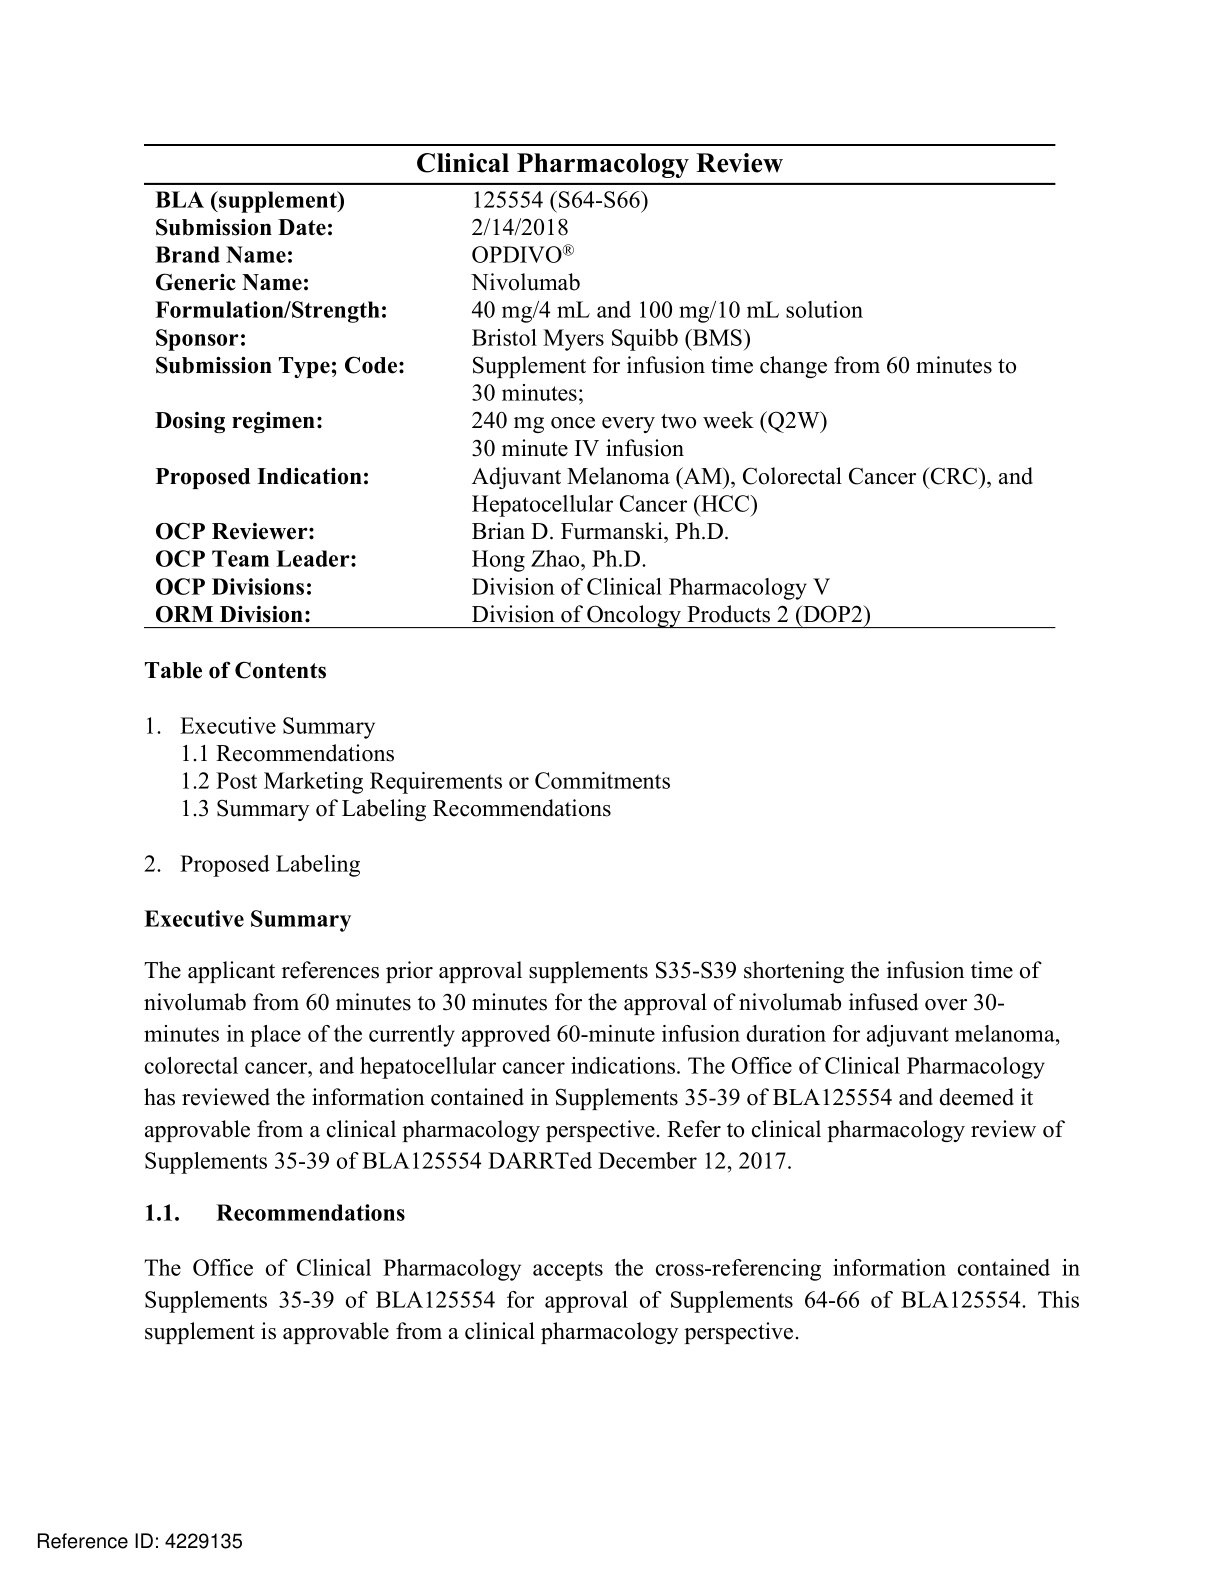 Clinical Pharmacology Review
BLA (supplement) 125554 (S64-S66)
Submission Date: 2/14/2018
Brand Name: OPDIVO®
Generic Name: Nivolumab
Formulation/Strength: 40 mg/4 mL and 100 mg/10 mL solution
Sponsor: Bristol Myers Squibb (BMS)
Submission Type; Code: Supplement for infusion time change from 60 minutes to
30 minutes;
Dosing regimen: 240 mg once every two week (Q2W)
30 minute IV infusion
Proposed Indication: Adjuvant Melanoma (AM), Colorectal Cancer (CRC), and
Hepatocellular Cancer (HCC)
OCP Reviewer: Brian D. Furmanski, Ph.D.
OCP Team Leader: Hong Zhao, Ph.D.
OCP Divisions: Division of Clinical Pharmacology V
ORM Division: Division of Oncology Products 2 (DOP2)
Table of Contents
1. Executive Summary
1.1 Recommendations
1.2 Post Marketing Requirements or Commitments
1.3 Summary of Labeling Recommendations
2. Proposed Labeling
Executive Summary
The applicant references prior approval supplements S35-S39 shortening the infusion time of
nivolumab from 60 minutes to 30 minutes for the approval of nivolumab infused over 30-
minutes in place of the currently approved 60-minute infusion duration for adjuvant melanoma,
colorectal cancer, and hepatocellular cancer indications. The Office of Clinical Pharmacology
has reviewed the information contained in Supplements 35-39 of BLA125554 and deemed it
approvable from a clinical pharmacology perspective. Refer to clinical pharmacology review of
Supplements 35-39 of BLA125554 DARRTed December 12, 2017.
1.1. Recommendations
The Office of Clinical Pharmacology accepts the cross-referencing information contained in
Supplements 35-39 of BLA125554 for approval of Supplements 64-66 of BLA125554. This
supplement is approvable from a clinical pharmacology perspective.
Reference ID: 4229135